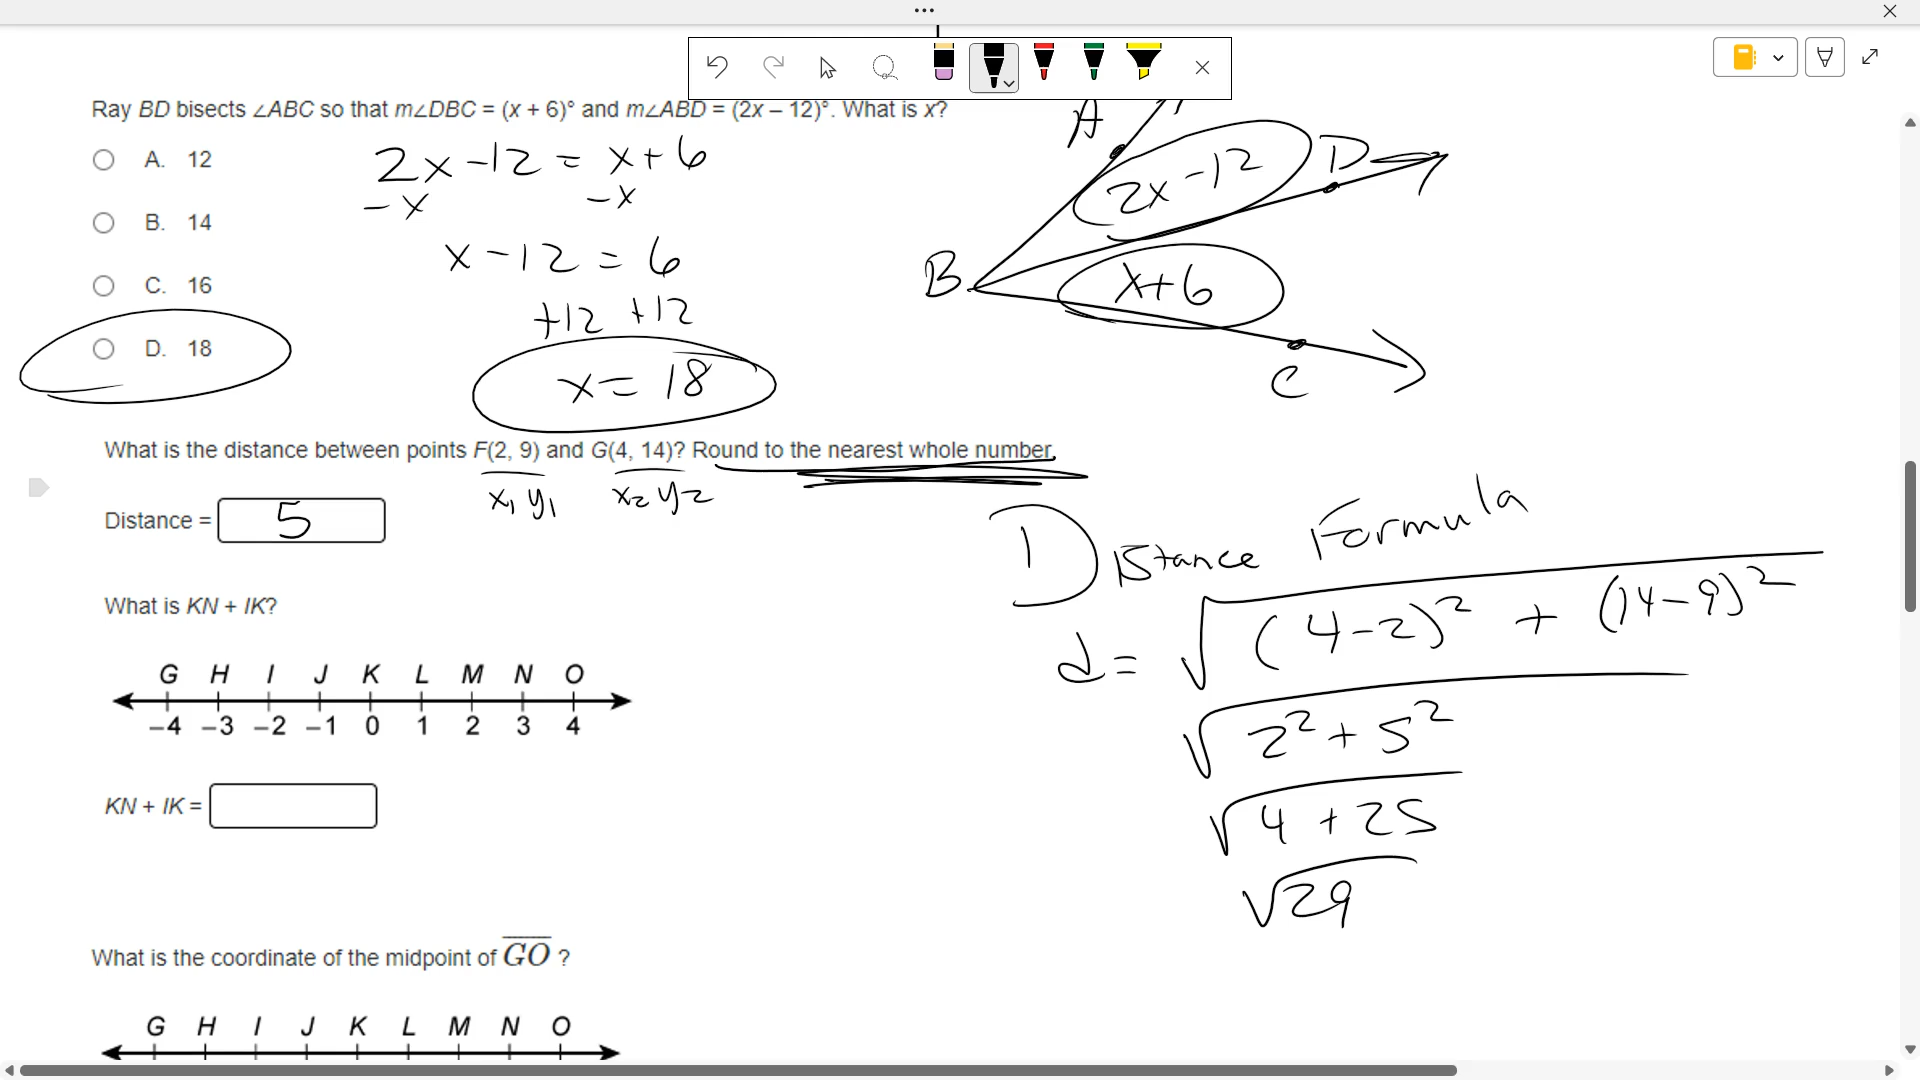 Ray BD bisects ∠ABC so that m∠DBC = (x + 6)° and m∠ABD = (2x – 12)°. What is x?
A. 12
B. 14
C. 16
D. 18
2x -12 = x+6
-x -x
x -12 = 6
+12 +12
x = 18
A
2x -12
D
B
x+6
C
What is the distance between points F(2, 9) and G(4, 14)? Round to the nearest whole number.
x1 y1 x2 y2
Distance = 5
Distance Formula
d = √(4-2)² + (14-9)²
√2² + 5²
√4 + 25
√29
What is KN + IK?
G H I J K L M N O
–4 –3 –2 –1 0 1 2 3 4
KN + IK =
What is the coordinate of the midpoint of GO ?
G H I J K L M N O